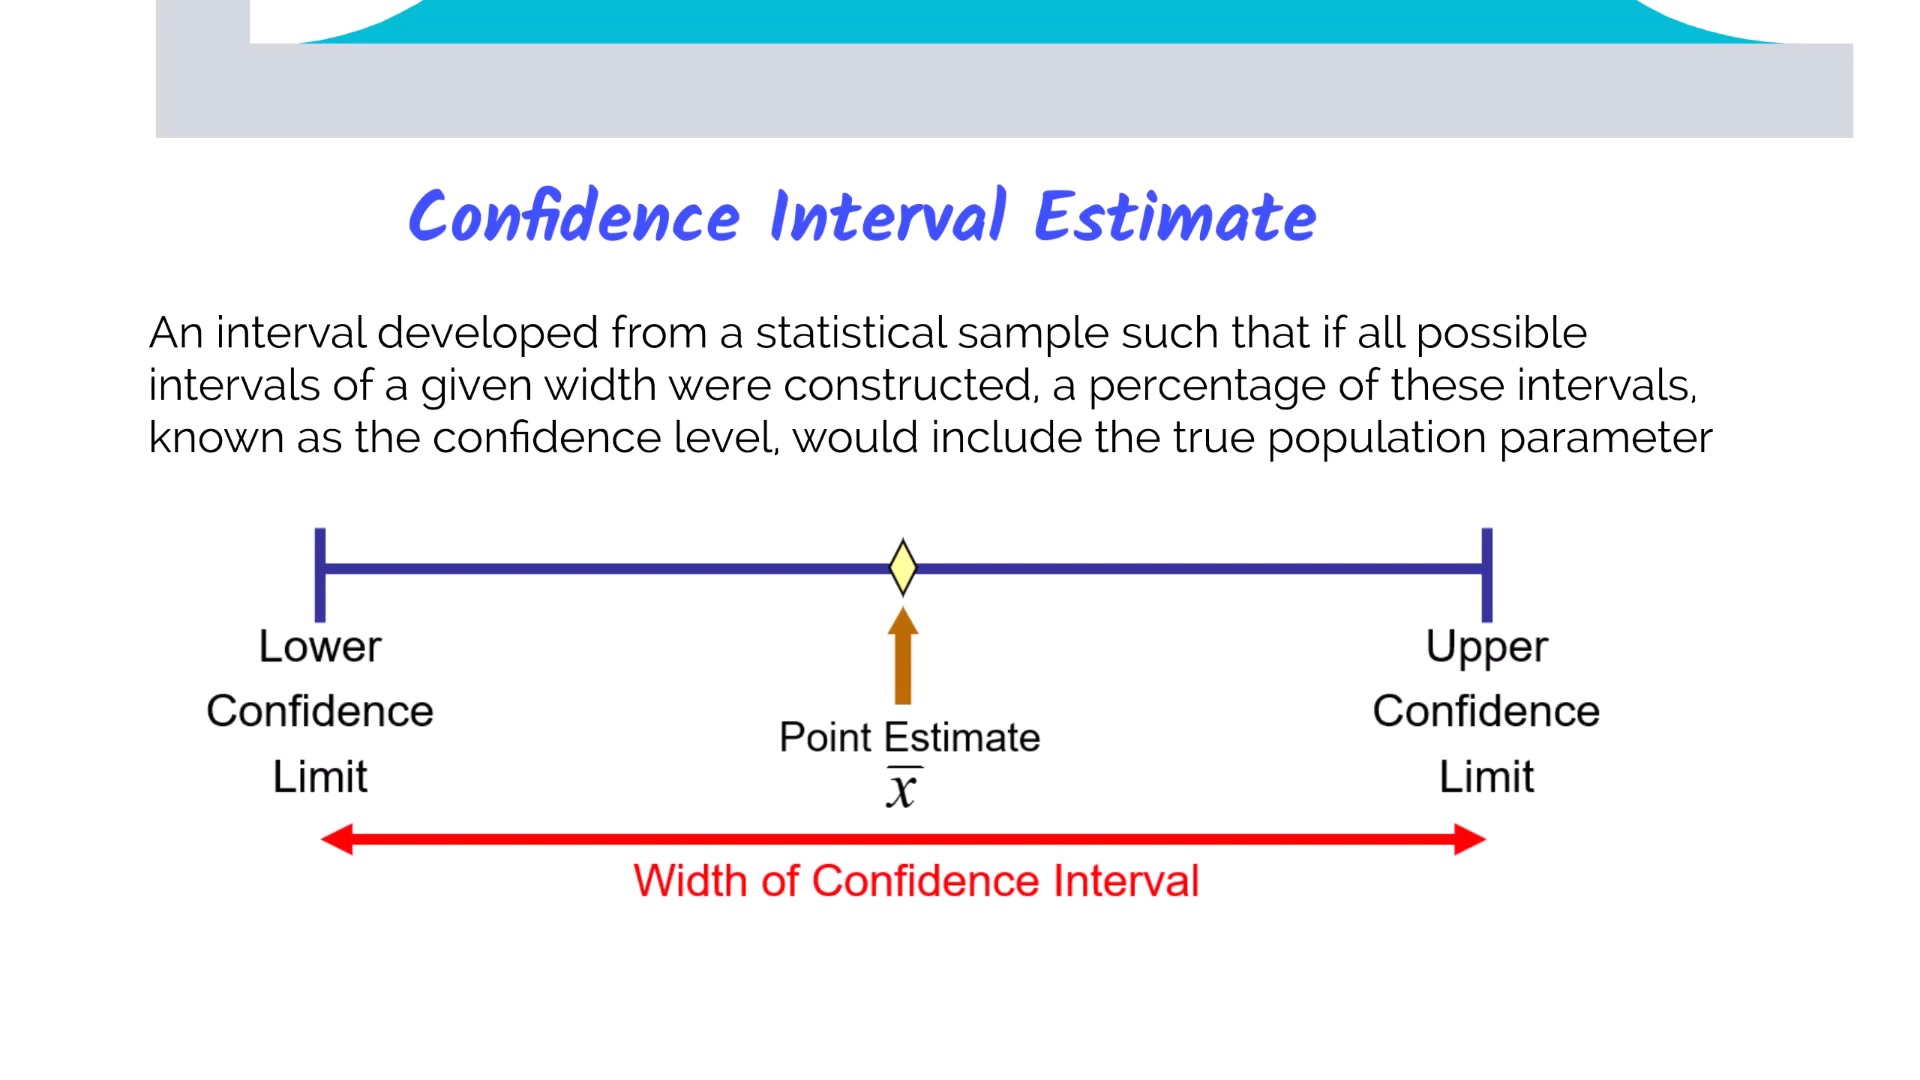 Confidence Interval Estimate
An interval developed from a statistical sample such that if all possible
intervals of a given width were constructed, a percentage of these intervals,
known as the confidence level, would include the true population parameter
Lower
Confidence
Limit
Point Estimate
x̅
Upper
Confidence
Limit
Width of Confidence Interval